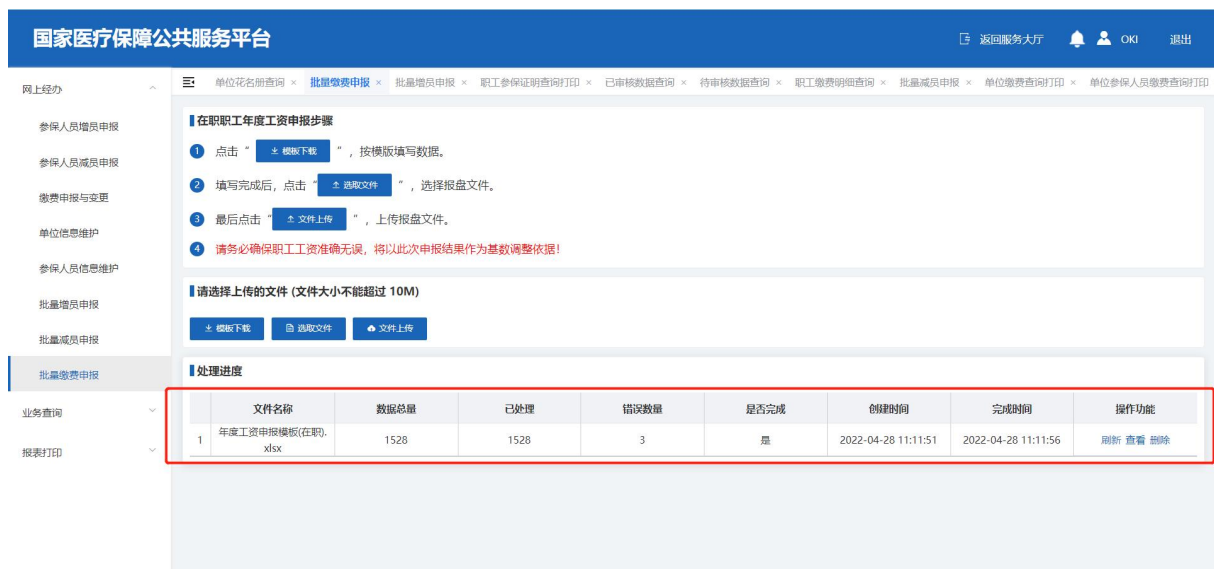 国家医疗保障公共服务平台
返回服务大厅 OKI 退出
网上经办
参保人员增员申报
参保人员减员申报
缴费申报与变更
单位信息维护
参保人员信息维护
批量增员申报
批量减员申报
批量缴费申报
业务查询
报表打印
单位花名册查询 × 批量缴费申报 × 批量增员申报 × 职工参保证明查询打印 × 已审核数据查询 × 待审核数据查询 × 职工缴费明细查询 × 批量减员申报 × 单位缴费查询打印 × 单位参保人员缴费查询打印
在职职工年度工资申报步骤
1 点击“ 模板下载 ”，按模版填写数据。
2 填写完成后，点击“ 选取文件 ”，选择报盘文件。
3 最后点击“ 文件上传 ”，上传报盘文件。
4 请务必确保职工工资准确无误，将以此次申报结果作为基数调整依据！
请选择上传的文件 (文件大小不能超过 10M)
模板下载 选取文件 文件上传
处理进度
文件名称 数据总量 已处理 错误数量 是否完成 创建时间 完成时间 操作功能
1 年度工资申报模板(在职).
xlsx
1528 1528 3 是 2022-04-28 11:11:51 2022-04-28 11:11:56 刷新 查看 删除